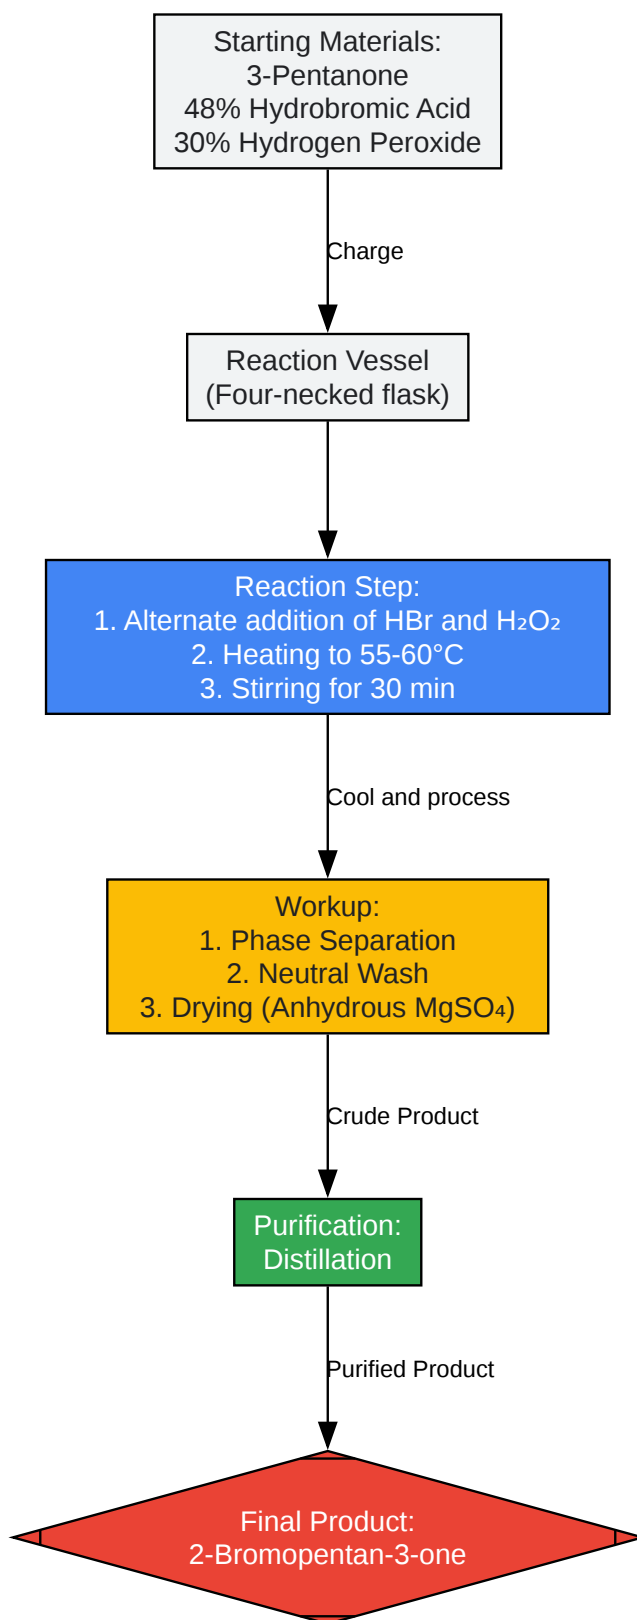 Starting Materials:
3-Pentanone
48% Hydrobromic Acid
30% Hydrogen Peroxide
Charge
Reaction Vessel
(Four-necked flask)
Reaction Step:
1. Alternate addition of HBr and H₂O₂
2. Heating to 55-60°C
3. Stirring for 30 min
Cool and process
Workup:
1. Phase Separation
2. Neutral Wash
3. Drying (Anhydrous MgSO₄)
Crude Product
Purification:
Distillation
Purified Product
Final Product:
2-Bromopentan-3-one